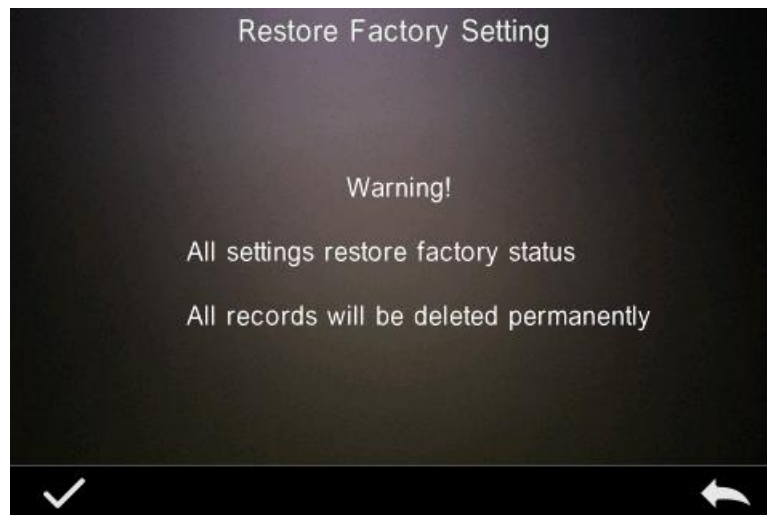 Restore Factory Setting
Warning!
All settings restore factory status
All records will be deleted permanently